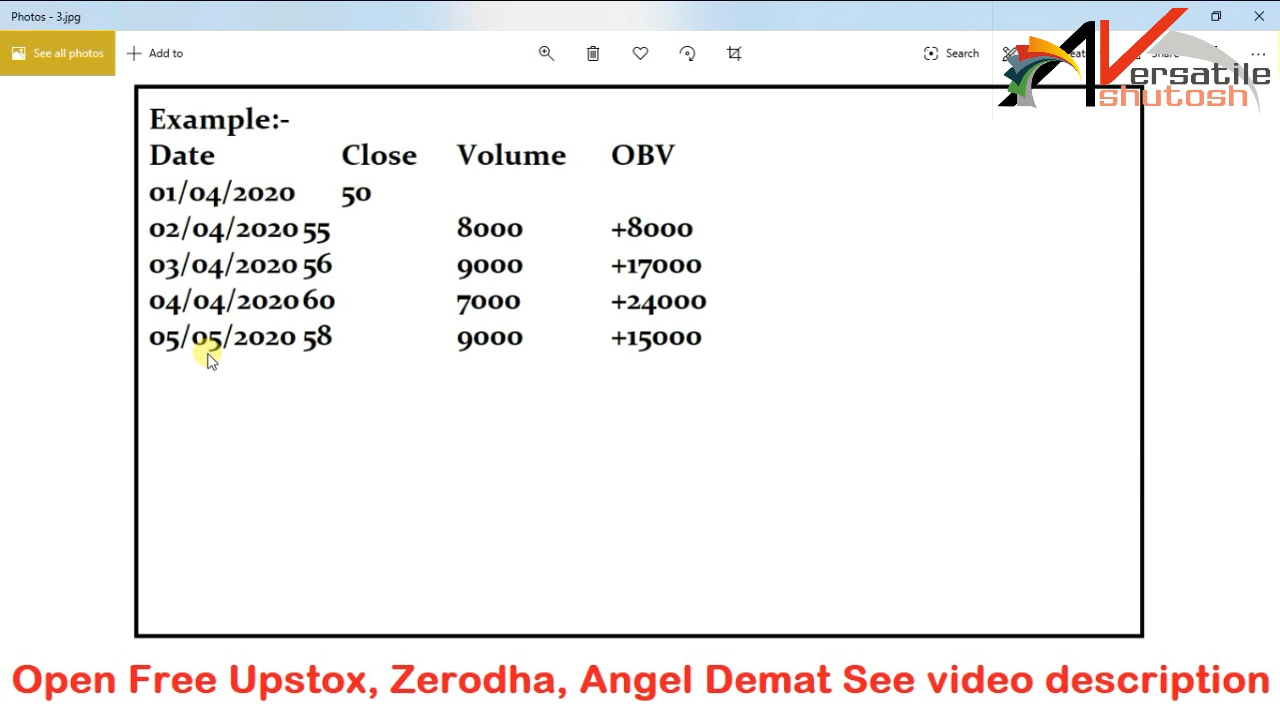 Photos - 3.jpg
See all photos
Add to
Search
Versatile
Ashutosh
Example:-
Date Close Volume OBV
01/04/2020 50
02/04/2020 55 8000 +8000
03/04/2020 56 9000 +17000
04/04/2020 60 7000 +24000
05/05/2020 58 9000 +15000
Open Free Upstox, Zerodha, Angel Demat See video description